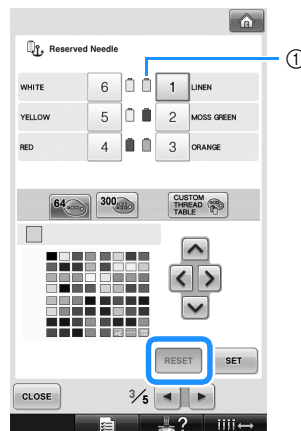 Reserved Needle
①
WHITE 6 1 LINEN
YELLOW 5 2 MOSS GREEN
RED 4 3 ORANGE
64 300 CUSTOM
THREAD
TABLE
RESET SET
CLOSE 3/5
?